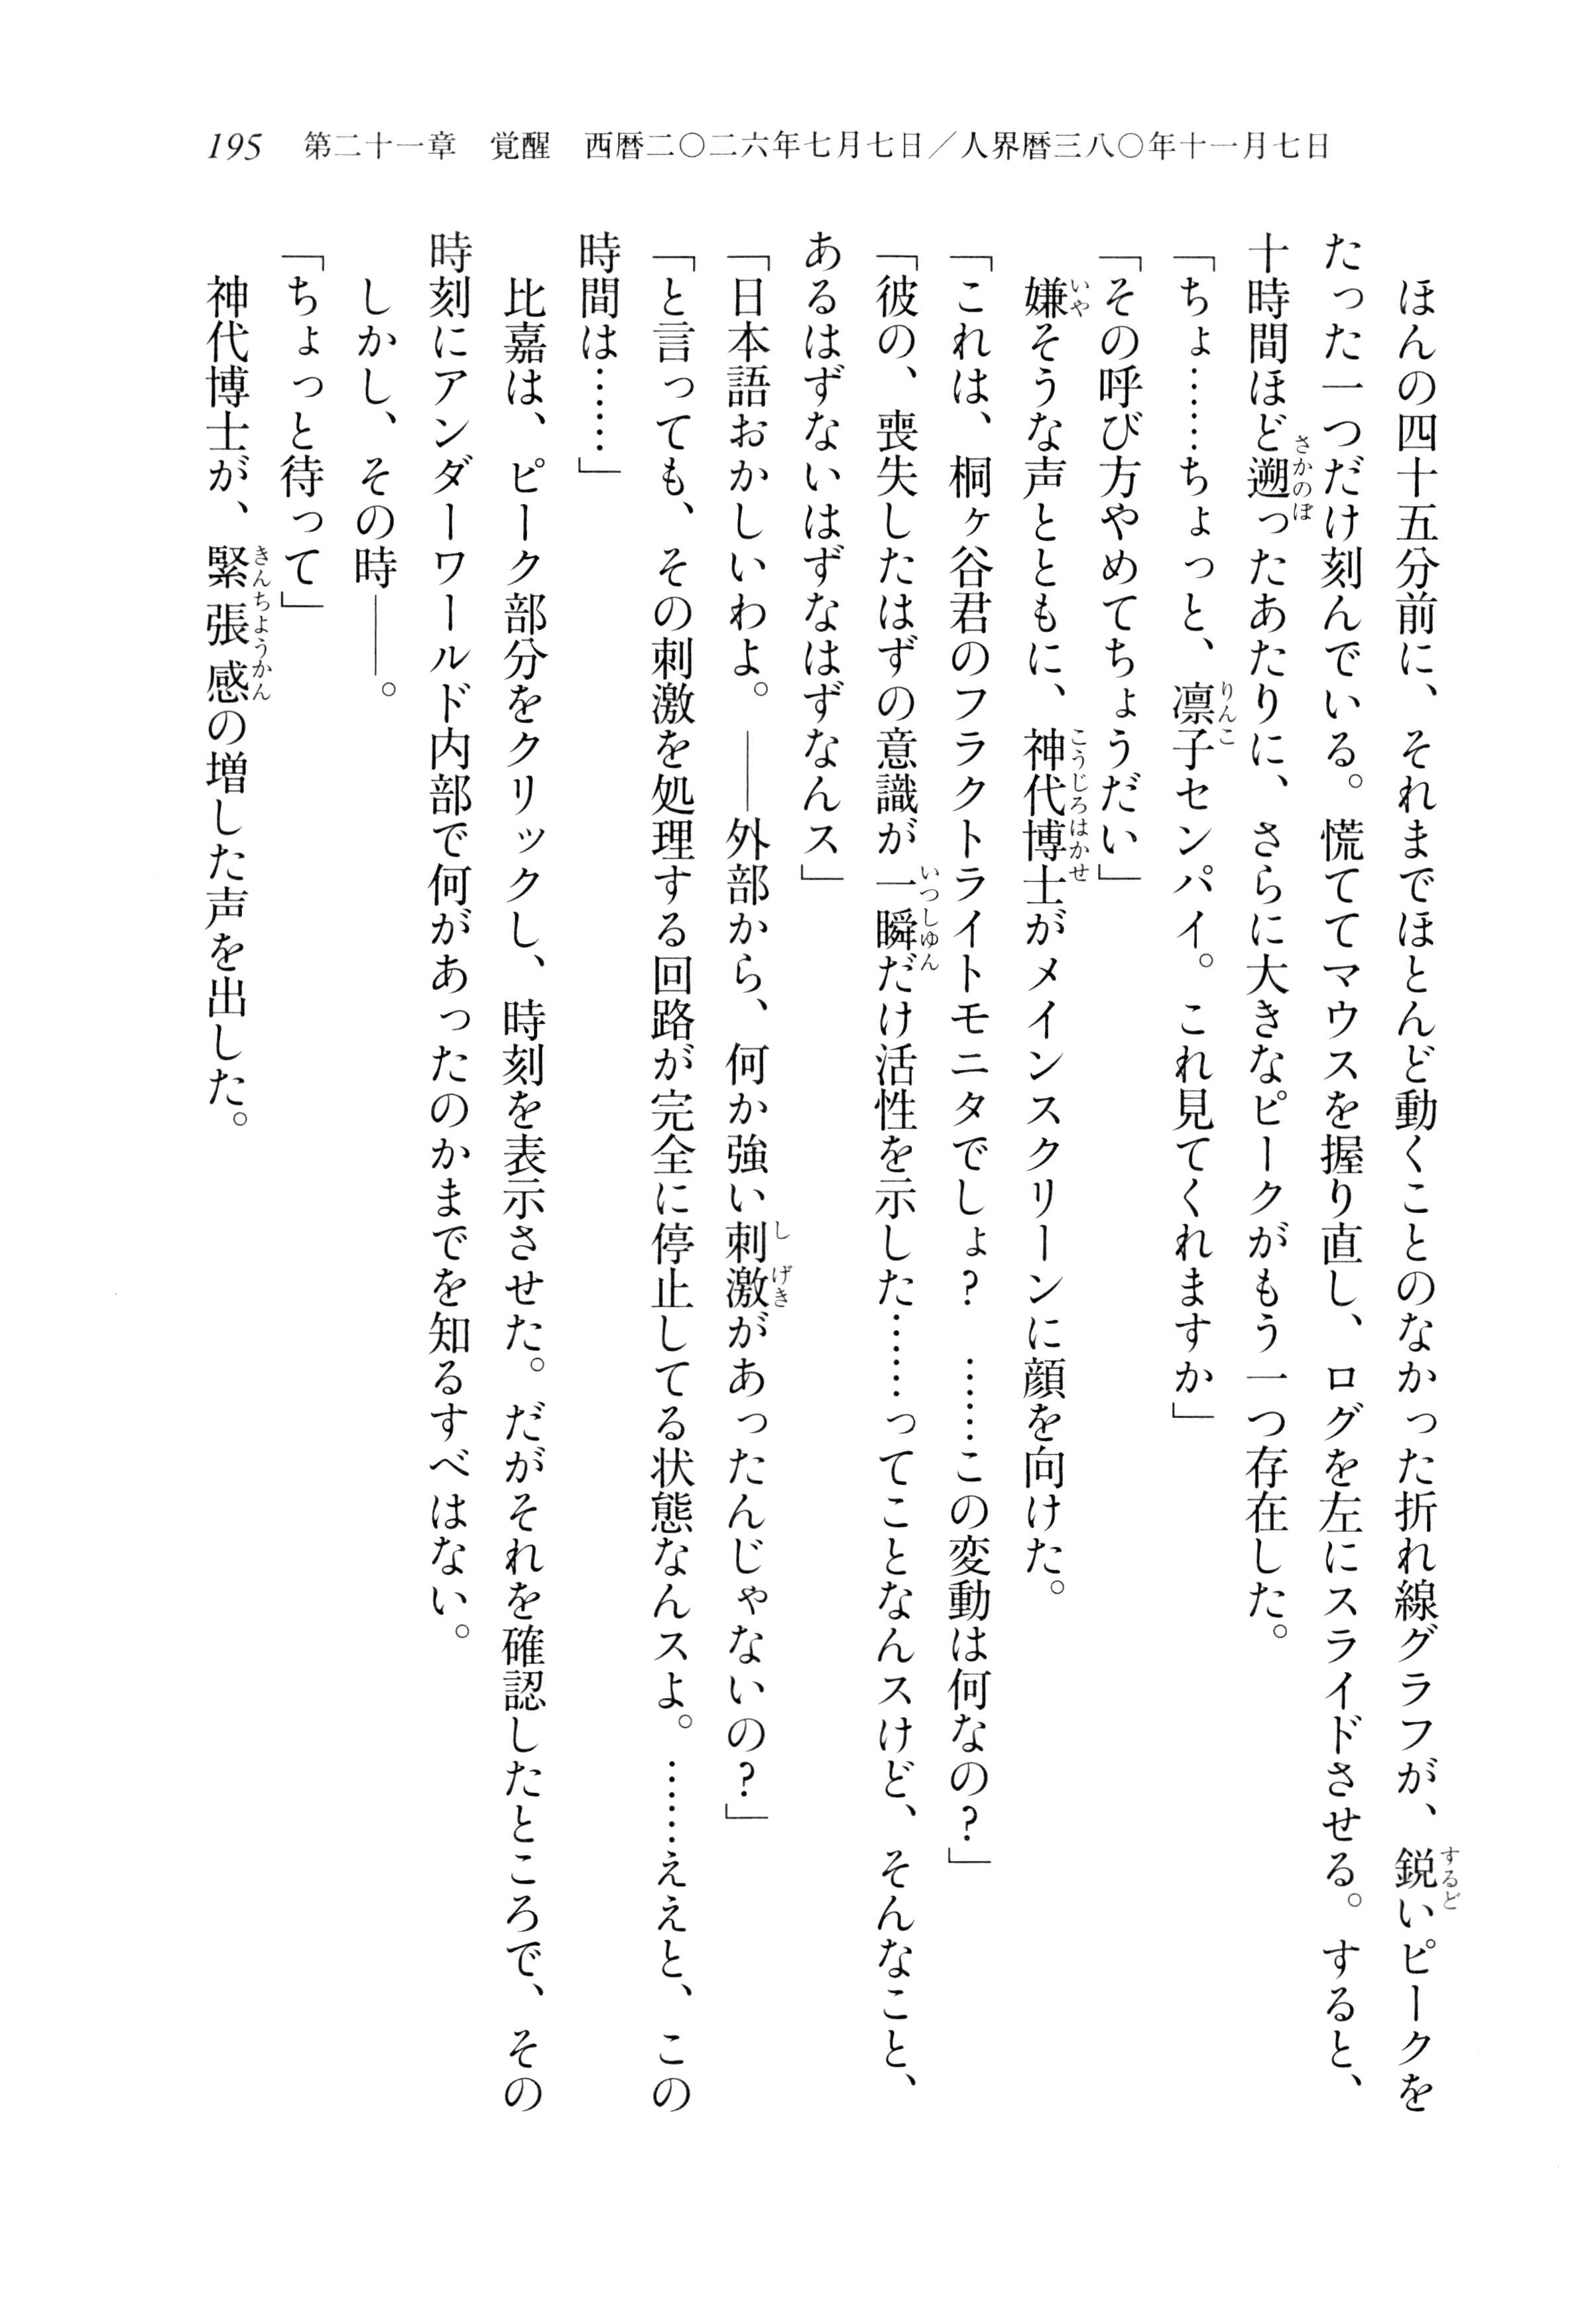 195　第二十一章　覚醒　西暦二〇二六年七月七日／人界暦三八〇年十一月七日
　ほんの四十五分前に、それまでほとんど動くことのなかった折れ線グラフが、鋭いピークを
たった一つだけ刻んでいる。慌ててマウスを握り直し、ログを左にスライドさせる。すると、
十時間ほど遡ったあたりに、さらに大きなピークがもう一つ存在した。
「ちょ……ちょっと、凛子センパイ。これ見てくれますか」
「その呼び方やめてちょうだい」
　嫌そうな声とともに、神代博士がメインスクリーンに顔を向けた。
「これは、桐ヶ谷君のフラクトライトモニタでしょ？　……この変動は何なの？」
「彼の、喪失したはずの意識が一瞬だけ活性を示した……ってことなんスけど、そんなこと、
あるはずないはずなはずなんス」
「日本語おかしいわよ。――外部から、何か強い刺激があったんじゃないの？」
「と言っても、その刺激を処理する回路が完全に停止してる状態なんスよ。……ええと、この
時間は……」
　比嘉は、ピーク部分をクリックし、時刻を表示させた。だがそれを確認したところで、その
時刻にアンダーワールド内部で何があったのかまでを知るすべはない。
　しかし、その時――。
「ちょっと待って」
　神代博士が、緊張感の増した声を出した。